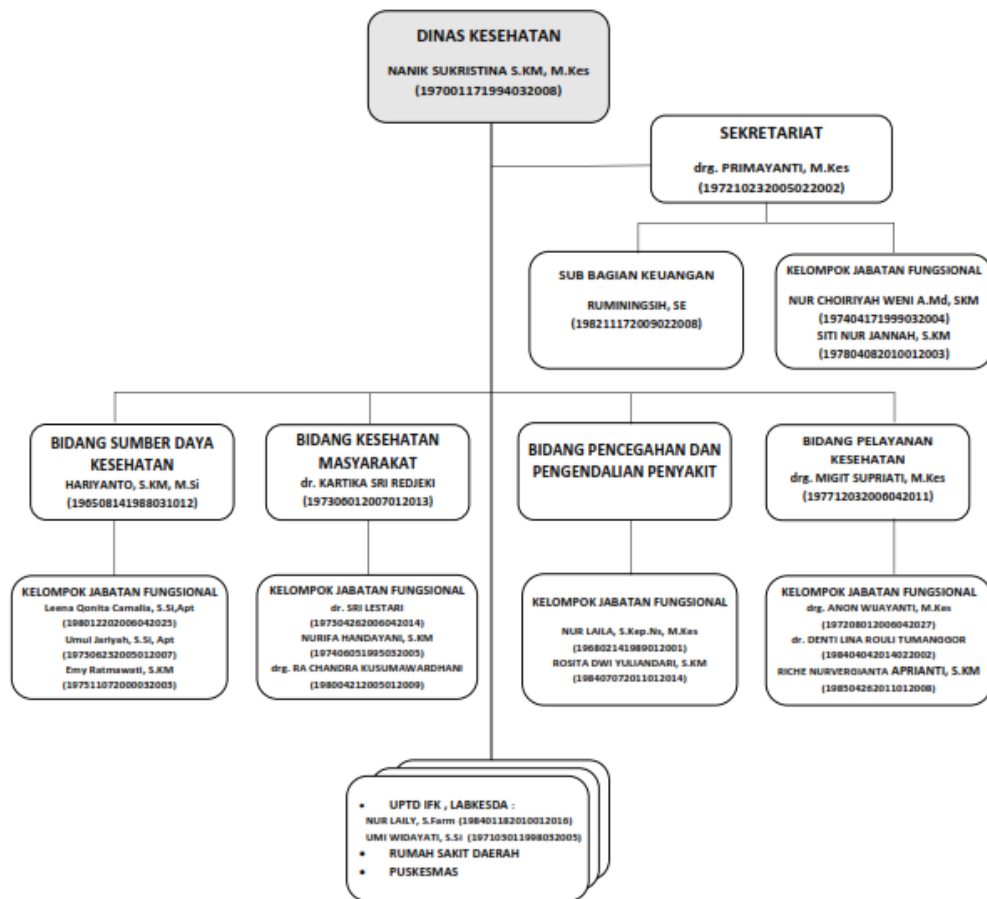 DINAS KESEHATAN
NANIK SUKRISTINA S.KM, M.Kes
(197001171994032008)
SEKRETARIAT
drg. PRIMAYANTI, M.Kes
(197210232005022002)
SUB BAGIAN KEUANGAN
RUMININGSIH, SE
(198211172009022008)
KELOMPOK JABATAN FUNGSIONAL
NUR CHOIRIYAH WENI A.Md, SKM
(197404171999032004)
SITI NUR JANNAH, S.KM
(197804082010012003)
BIDANG SUMBER DAYA
KESEHATAN
HARIYANTO, S.KM, M.Si
(196508141988031012)
BIDANG KESEHATAN
MASYARAKAT
dr. KARTIKA SRI REDJEKI
(197306012007012013)
BIDANG PENCEGAHAN DAN
PENGENDALIAN PENYAKIT
BIDANG PELAYANAN
KESEHATAN
drg. MIGIT SUPRIATI, M.Kes
(197712032006042011)
KELOMPOK JABATAN FUNGSIONAL
Leena Qonita Camalia, S.Si,Apt
(198012202006042025)
Umul Jariyah, S.Si, Apt
(197306232005012007)
Emy Ratmawati, S.KM
(197511072000032003)
KELOMPOK JABATAN FUNGSIONAL
dr. SRI LESTARI
(197304262006042014)
NURIFA HANDAYANI, S.KM
(197406051995032005)
drg. RA CHANDRA KUSUMAWARDHANI
(198004212005012009)
KELOMPOK JABATAN FUNGSIONAL
NUR LAILA, S.Kep.Ns, M.Kes
(196802141989012001)
ROSITA DWI YULIANDARI, S.KM
(198407072011012014)
KELOMPOK JABATAN FUNGSIONAL
drg. ANON WIJAYANTI, M.Kes
(197208012006042027)
dr. DENTI LINA ROULI TUMANGGOR
(198404042014022002)
RICHE NURVERGIANTA APRIANTI, S.KM
(198504262011012008)
• UPTD IFK , LABKESDA :
NUR LAILY, S.Farm (198401182010012016)
UMI WIDAYATI, S.Si (197105011998032005)
• RUMAH SAKIT DAERAH
• PUSKESMAS